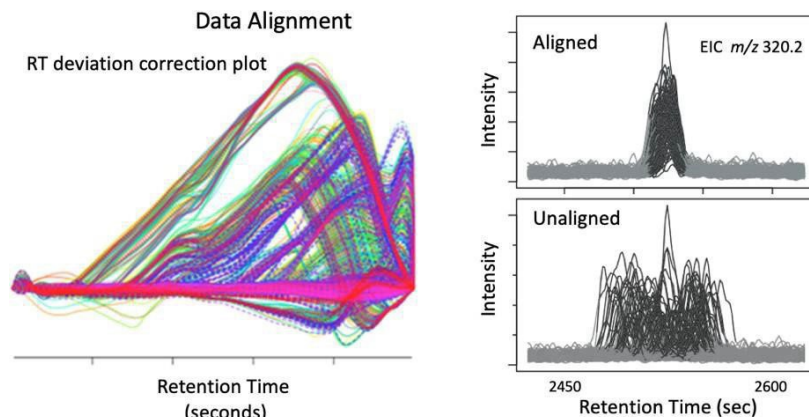 Data Alignment
RT deviation correction plot
Retention Time
(seconds)
Aligned
EIC m/z 320.2
Intensity
Unaligned
Intensity
2450
2600
Retention Time (sec)